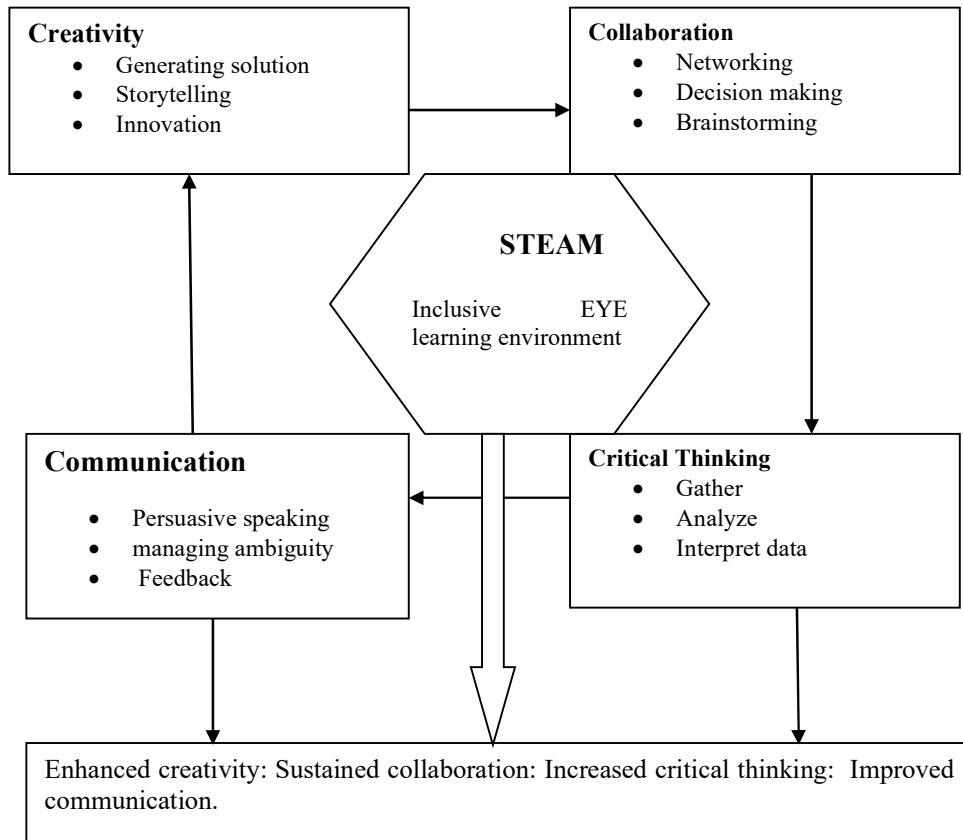 Creativity
• Generating solution
• Storytelling
• Innovation
Collaboration
• Networking
• Decision making
• Brainstorming
STEAM
Inclusive EYE
learning environment
Communication
• Persuasive speaking
• managing ambiguity
• Feedback
Critical Thinking
• Gather
• Analyze
• Interpret data
Enhanced creativity: Sustained collaboration: Increased critical thinking: Improved
communication.